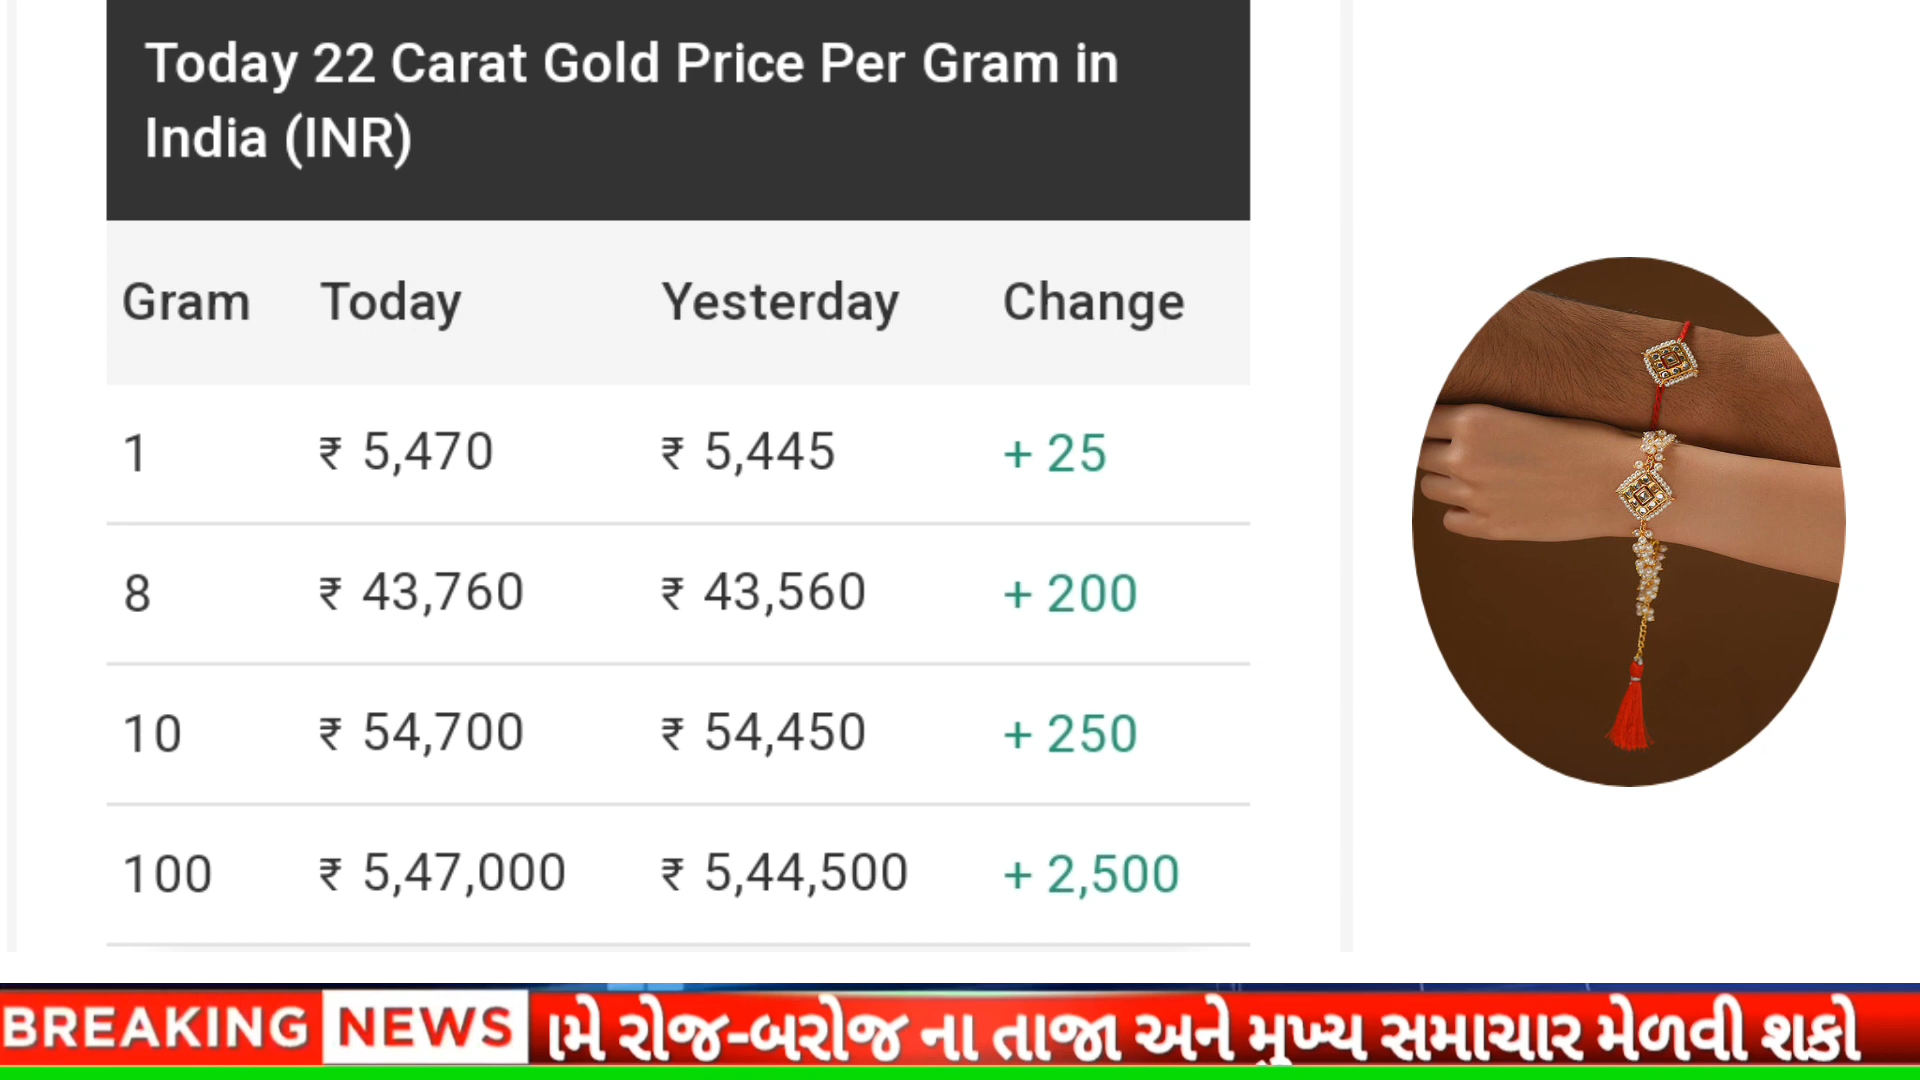 Today 22 Carat Gold Price Per Gram in
India (INR)
Gram Today Yesterday Change
1 ₹ 5,470 ₹ 5,445 + 25
8 ₹ 43,760 ₹ 43,560 + 200
10 ₹ 54,700 ₹ 54,450 + 250
100 ₹ 5,47,000 ₹ 5,44,500 + 2,500
BREAKING NEWS રોજ-બરોજ ના તાજા અને મુખ્ય સમાચાર મેળવી શકો